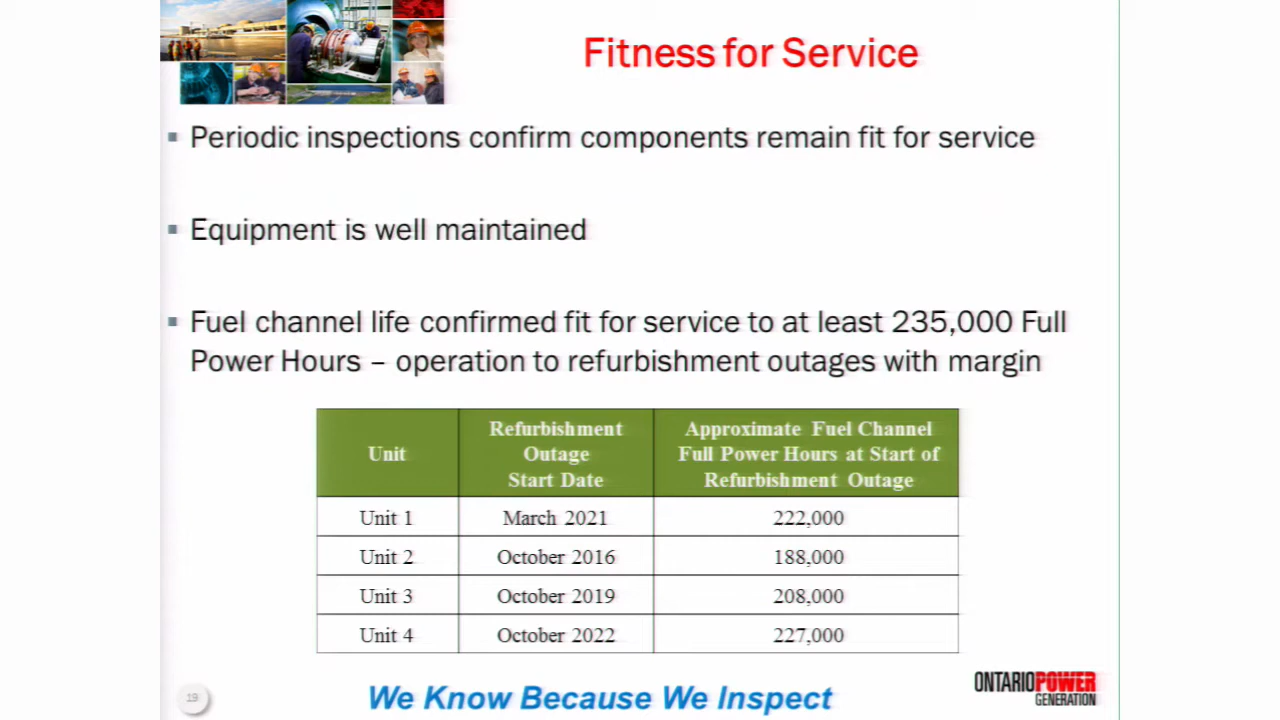 Fitness for Service
▪ Periodic inspections confirm components remain fit for service
▪ Equipment is well maintained
▪ Fuel channel life confirmed fit for service to at least 235,000 Full
Power Hours – operation to refurbishment outages with margin
Unit
Refurbishment
Outage
Start Date
Approximate Fuel Channel
Full Power Hours at Start of
Refurbishment Outage
Unit 1 March 2021 222,000
Unit 2 October 2016 188,000
Unit 3 October 2019 208,000
Unit 4 October 2022 227,000
19
We Know Because We Inspect
ONTARIOPOWER
GENERATION